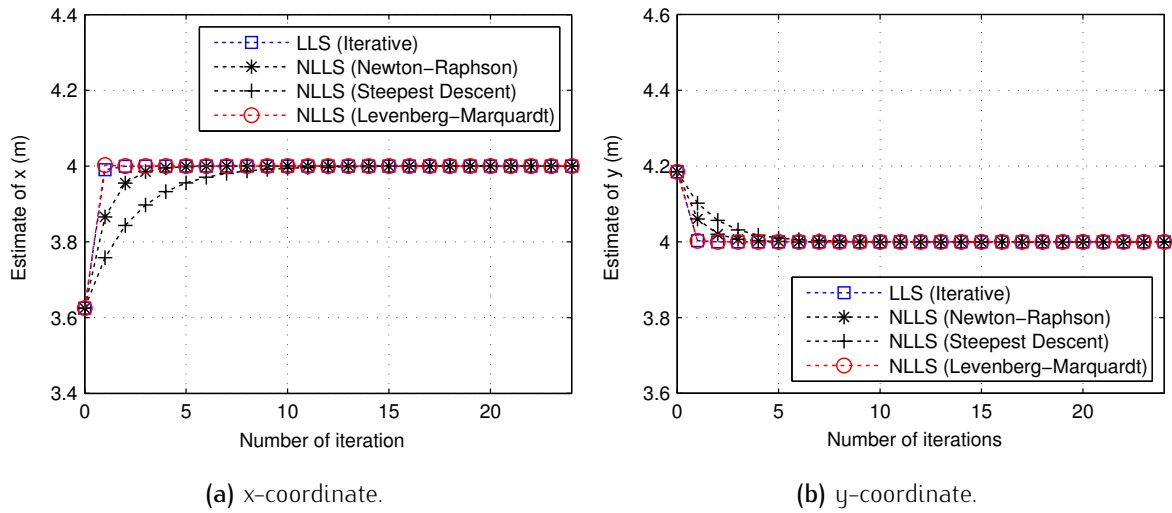 4.4
4.2
4
3.8
3.6
3.4
Estimate of x (m)
LLS (Iterative)
NLLS (Newton−Raphson)
NLLS (Steepest Descent)
NLLS (Levenberg−Marquardt)
0 5 10 15 20
Number of iteration
(a) x-coordinate.
4.6
4.4
4.2
4
3.8
3.6
Estimate of y (m)
LLS (Iterative)
NLLS (Newton−Raphson)
NLLS (Steepest Descent)
NLLS (Levenberg−Marquardt)
0 5 10 15 20
Number of iterations
(b) y-coordinate.